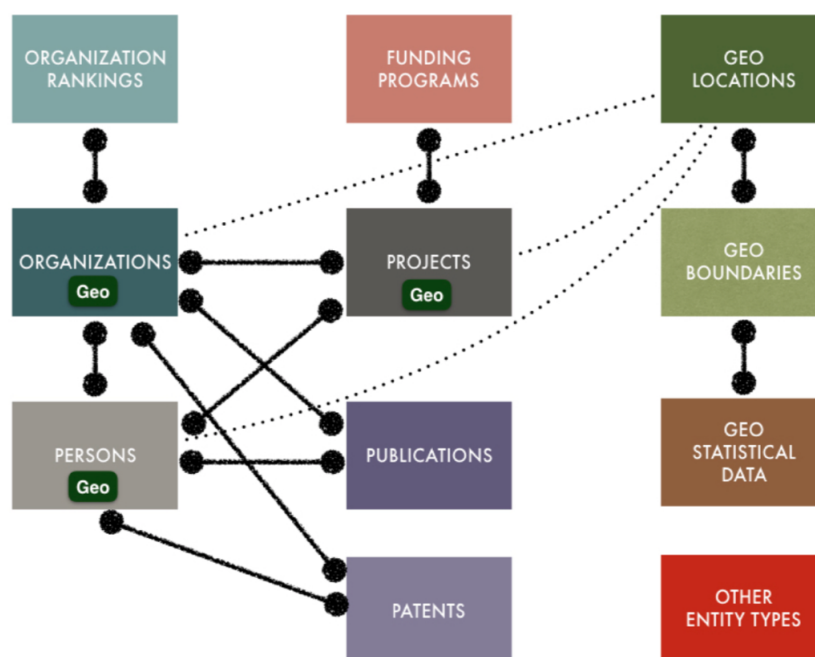 ORGANIZATION
RANKINGS
FUNDING
PROGRAMS
GEO
LOCATIONS
ORGANIZATIONS
Geo
PROJECTS
Geo
GEO
BOUNDARIES
PERSONS
Geo
PUBLICATIONS
GEO
STATISTICAL
DATA
PATENTS
OTHER
ENTITY TYPES